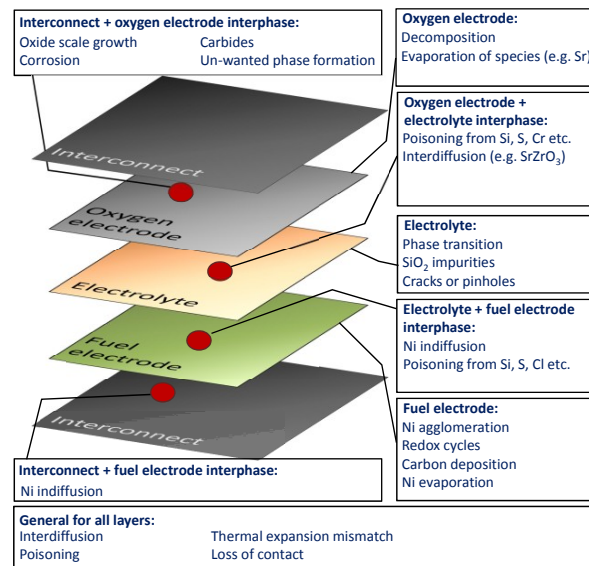 Interconnect + oxygen electrode interphase:
Oxide scale growth Carbides
Corrosion Un-wanted phase formation
Oxygen electrode:
Decomposition
Evaporation of species (e.g. Sr)
Oxygen electrode +
electrolyte interphase:
Poisoning from Si, S, Cr etc.
Interdiffusion (e.g. SrZrO₃)
Electrolyte:
Phase transition
SiO₂ impurities
Cracks or pinholes
Electrolyte + fuel electrode
interphase:
Ni indiffusion
Poisoning from Si, S, Cl etc.
Fuel electrode:
Ni agglomeration
Redox cycles
Carbon deposition
Ni evaporation
Interconnect
Oxygen
electrode
Electrolyte
Fuel
electrode
Interconnect
Interconnect + fuel electrode interphase:
Ni indiffusion
General for all layers:
Interdiffusion Thermal expansion mismatch
Poisoning Loss of contact